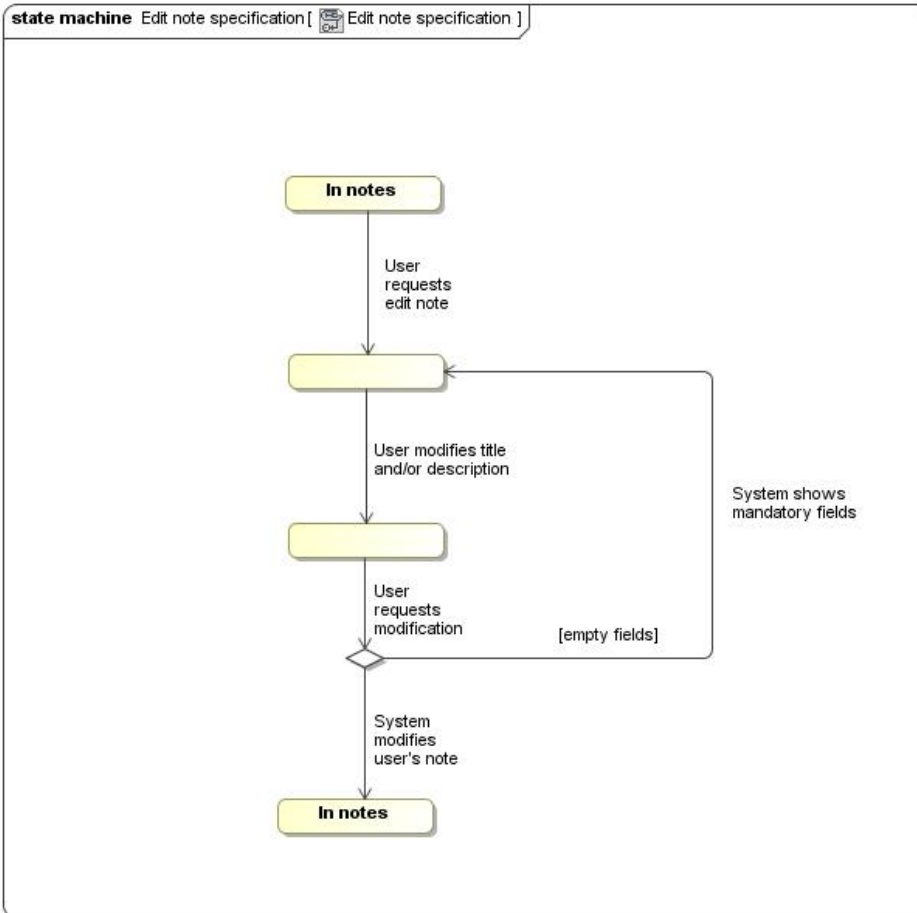 state machine Edit note specification [ Edit note specification ]
In notes
User
requests
edit note
User modifies title
and/or description
System shows
mandatory fields
User
requests
modification
[empty fields]
System
modifies
user's note
In notes